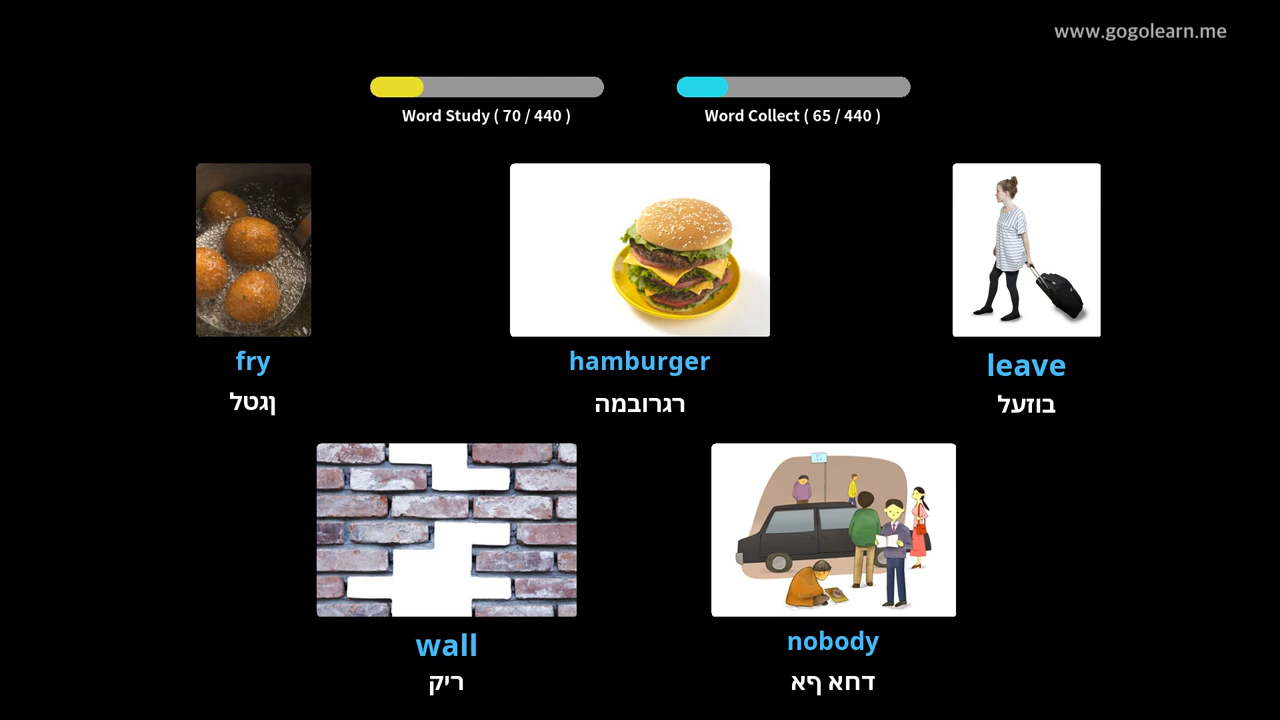 www.gogolearn.me
Word Study ( 70 / 440 )
Word Collect ( 65 / 440 )
fry
ןגטל
hamburger
רגרובמה
leave
בוזעל
wall
ריק
nobody
דחא ףא